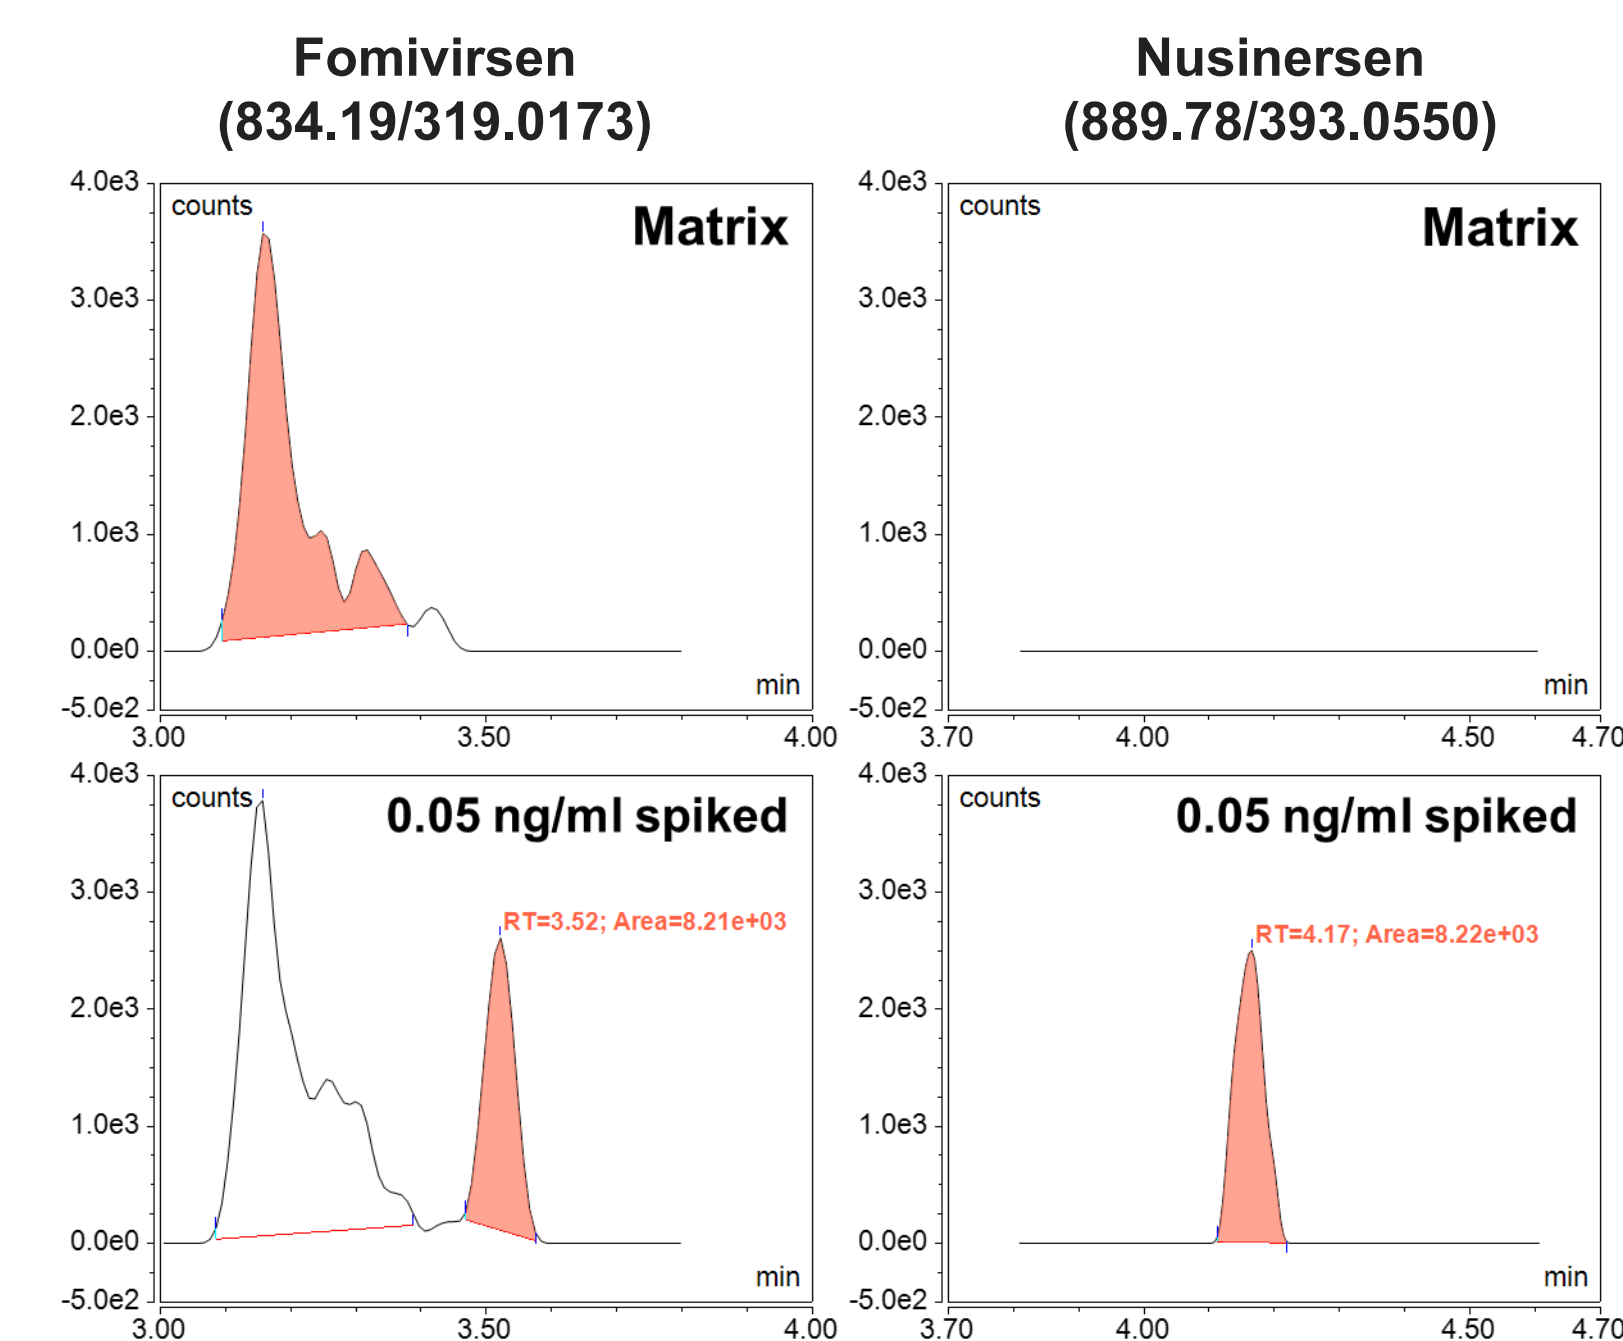 Fomivirsen
(834.19/319.0173)
Nusinersen
(889.78/393.0550)
4.0e3
3.0e3
2.0e3
1.0e3
0.0e0
-5.0e2
counts
Matrix
min
3.00
3.50
4.00
4.0e3
3.0e3
2.0e3
1.0e3
0.0e0
-5.0e2
counts
Matrix
min
3.70
4.00
4.50
4.70
4.0e3
3.0e3
2.0e3
1.0e3
0.0e0
-5.0e2
counts
0.05 ng/ml spiked
RT=3.52; Area=8.21e+03
min
3.00
3.50
4.00
4.0e3
3.0e3
2.0e3
1.0e3
0.0e0
-5.0e2
counts
0.05 ng/ml spiked
RT=4.17; Area=8.22e+03
min
3.70
4.00
4.50
4.70